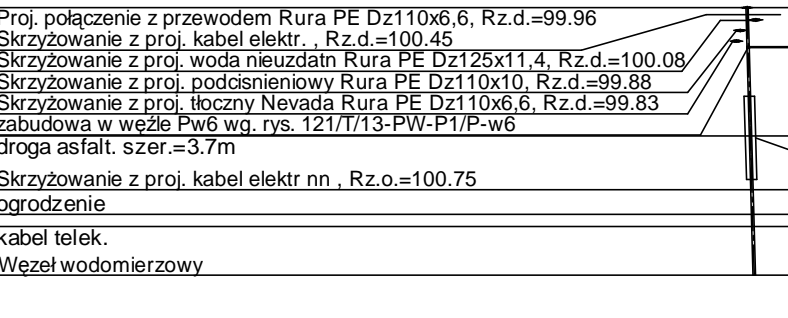 Proj. połączenie z przewodem Rura PE Dz110x6,6, Rz.d.=99.96
Skrzyżowanie z proj. kabel elektr. , Rz.d.=100.45
Skrzyżowanie z proj. woda nieuzdatn Rura PE Dz125x11,4, Rz.d.=100.08
Skrzyżowanie z proj. podcisnieniowy Rura PE Dz110x10, Rz.d.=99.88
Skrzyżowanie z proj. tłoczny Nevada Rura PE Dz110x6,6, Rz.d.=99.83
zabudowa w węźle Pw6 wg. rys. 121/T/13-PW-P1/P-w6
droga asfalt. szer.=3.7m
Skrzyżowanie z proj. kabel elektr nn , Rz.o.=100.75
ogrodzenie
kabel telek.
Węzeł wodomierzowy